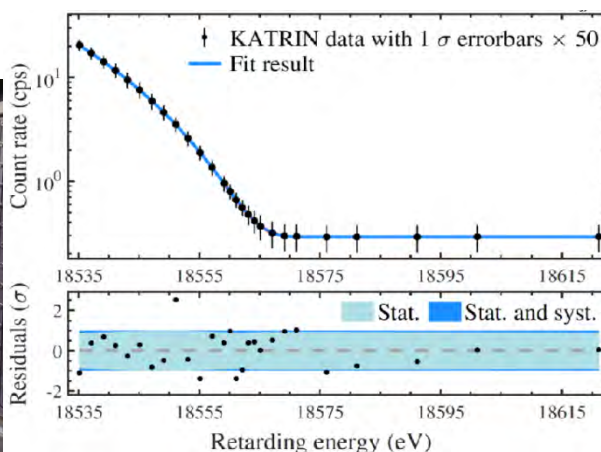 KATRIN data with 1 σ errorbars × 50
Fit result
Count rate (cps)
10¹
10⁰
18535 18555 18575 18595 18615
Stat. Stat. and syst.
Residuals (σ)
2
0
-2
18535 18555 18575 18595 18615
Retarding energy (eV)